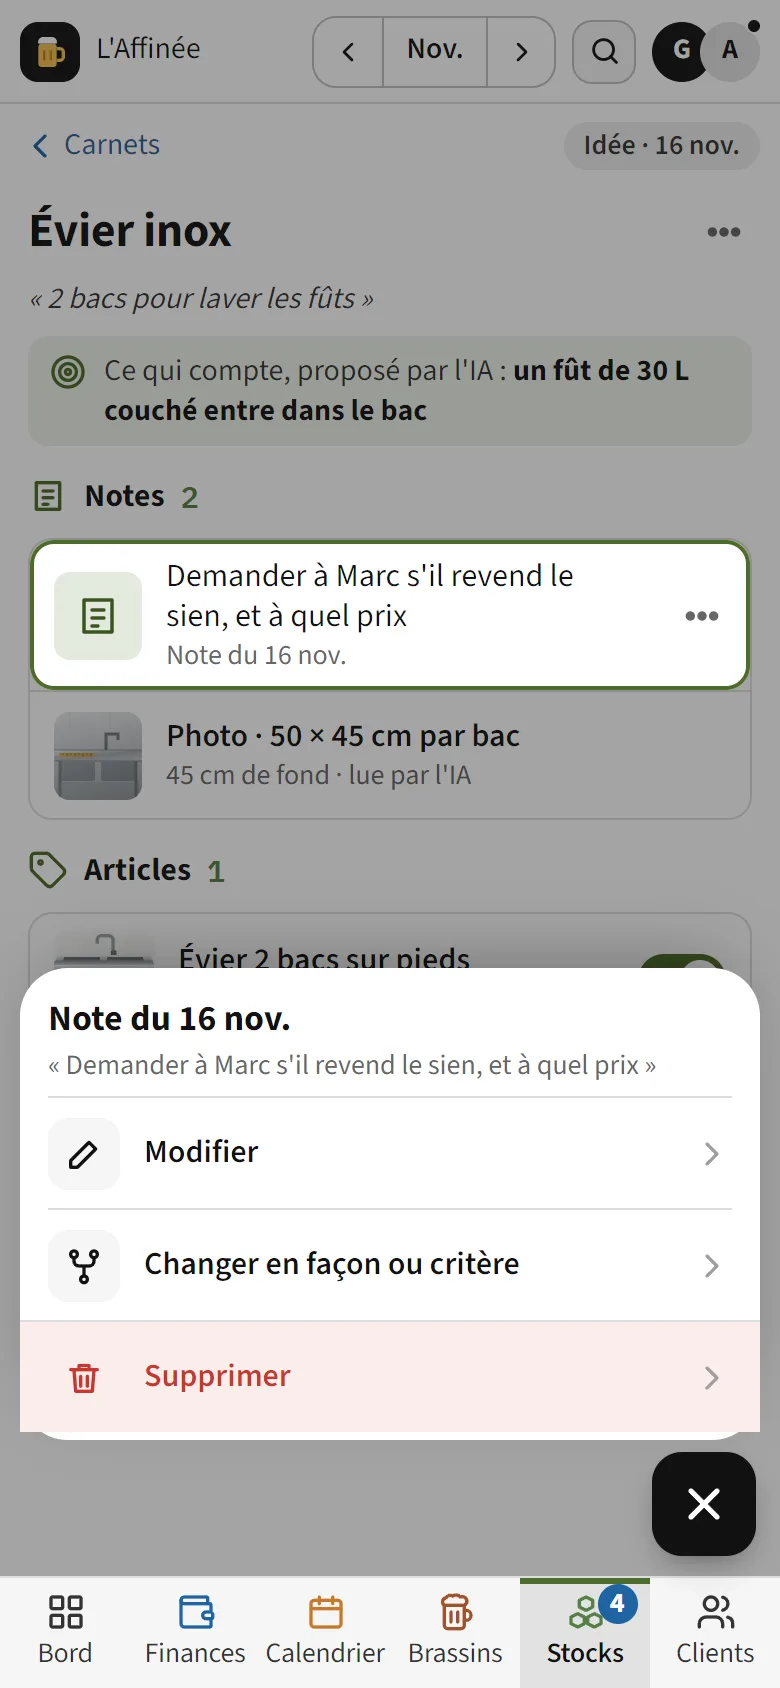 L'Affinée
Nov.
G
A
Carnets
Idée · 16 nov.
Évier inox
« 2 bacs pour laver les fûts »
Ce qui compte, proposé par l'IA : un fût de 30 L
couché entre dans le bac
Notes 2
Demander à Marc s'il revend le
sien, et à quel prix
Note du 16 nov.
Photo · 50 × 45 cm par bac
45 cm de fond · lue par l'IA
Articles 1
Évier 2 bacs sur pieds
Note du 16 nov.
« Demander à Marc s'il revend le sien, et à quel prix »
Modifier
Changer en façon ou critère
Supprimer
Bord
Finances
Calendrier
Brassins
4
Stocks
Clients